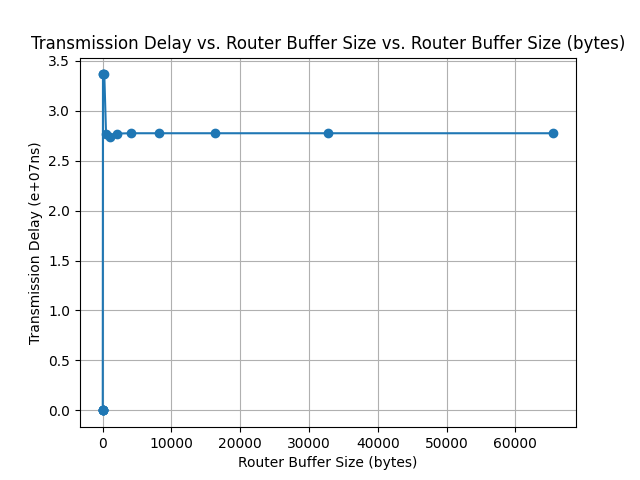 Transmission Delay vs. Router Buffer Size vs. Router Buffer Size (bytes)
3.5
3.0
2.5
2.0
1.5
1.0
0.5
0.0
Transmission Delay (e+07ns)
0 10000 20000 30000 40000 50000 60000
Router Buffer Size (bytes)